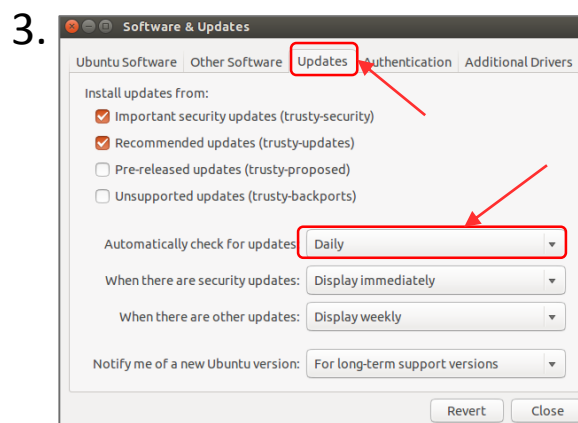 3.
Software & Updates
Ubuntu Software Other Software Updates Authentication Additional Drivers
Install updates from:
Important security updates (trusty-security)
Recommended updates (trusty-updates)
Pre-released updates (trusty-proposed)
Unsupported updates (trusty-backports)
Automatically check for updates: Daily
When there are security updates: Display immediately
When there are other updates: Display weekly
Notify me of a new Ubuntu version: For long-term support versions
Revert Close